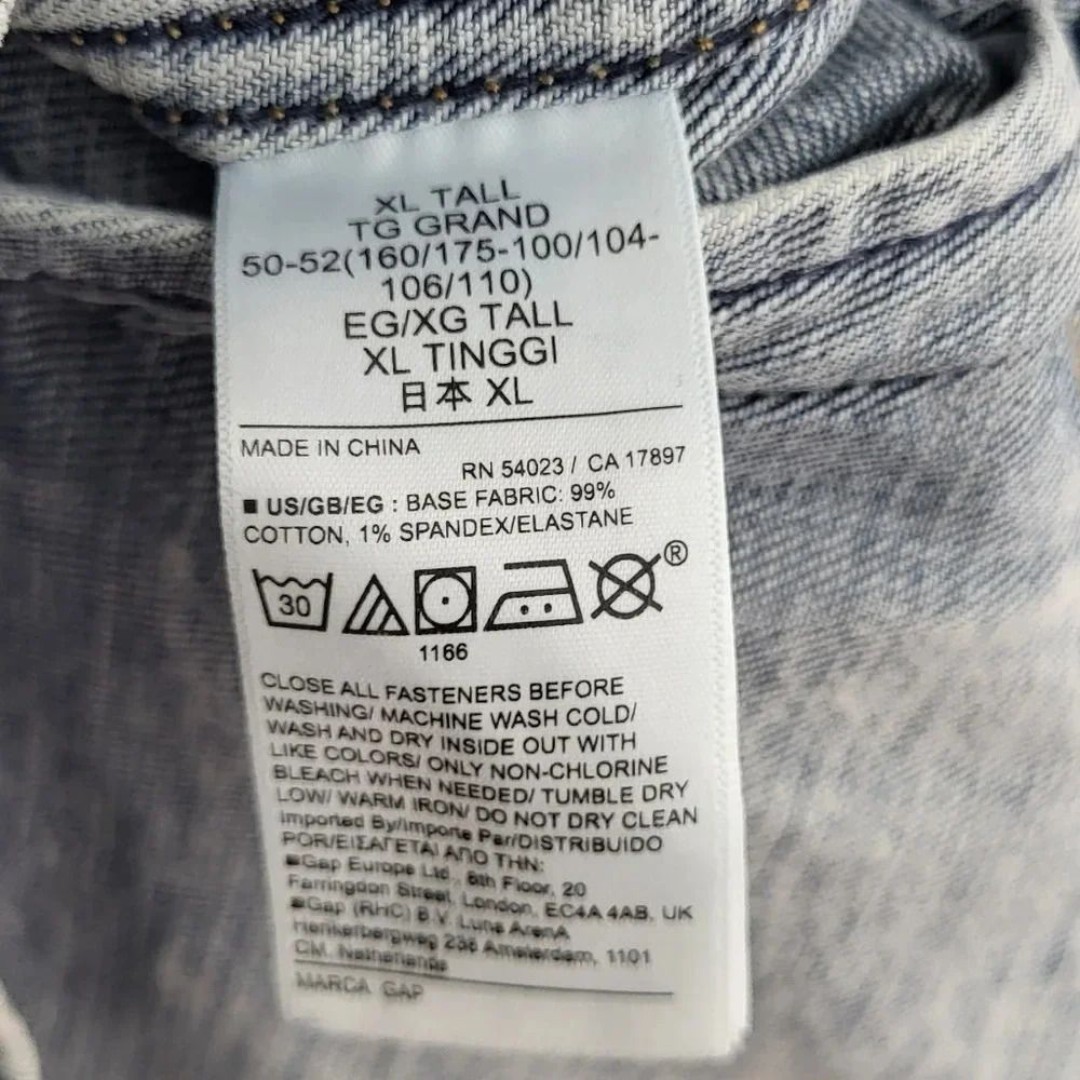 XL TALL
TG GRAND
50-52(160/175-100/104-
106/110)
EG/XG TALL
XL TINGGI
日本 XL
MADE IN CHINA
RN 54023 / CA 17897
■ US/GB/EG : BASE FABRIC: 99%
COTTON, 1% SPANDEX/ELASTANE
30
®
1166
CLOSE ALL FASTENERS BEFORE
WASHING/ MACHINE WASH COLD/
WASH AND DRY INSIDE OUT WITH
LIKE COLORS/ ONLY NON-CHLORINE
BLEACH WHEN NEEDED/ TUMBLE DRY
LOW/ WARM IRON/ DO NOT DRY CLEAN
Imported By/Importe Par/DISTRIBUIDO
POR/ΕΙΣΑΓΕΤΑΙ ΑΠΟ ΤΗΝ:
■Gap Europe Ltd., 8th Floor, 20
Farringdon Street, London, EC4A 4AB, UK
■Gap (RHC) B.V. Luna ArenA
Herikerbergweg 238 Amsterdam, 1101
CM, Netherlands
MARCA GAP